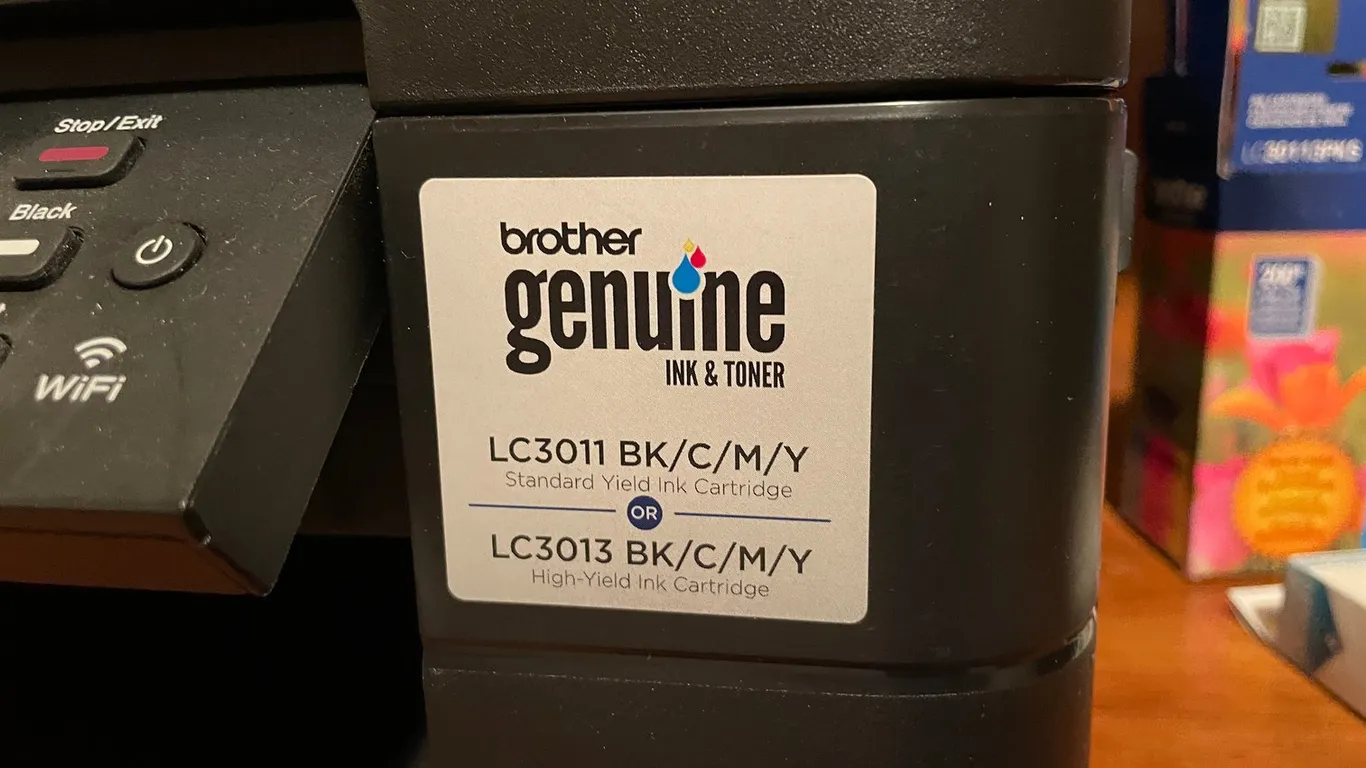 Stop/Exit
Black
WiFi
brother
genuine
INK & TONER
LC3011 BK/C/M/Y
Standard Yield Ink Cartridge
OR
LC3013 BK/C/M/Y
High-Yield Ink Cartridge
LC30113PKS